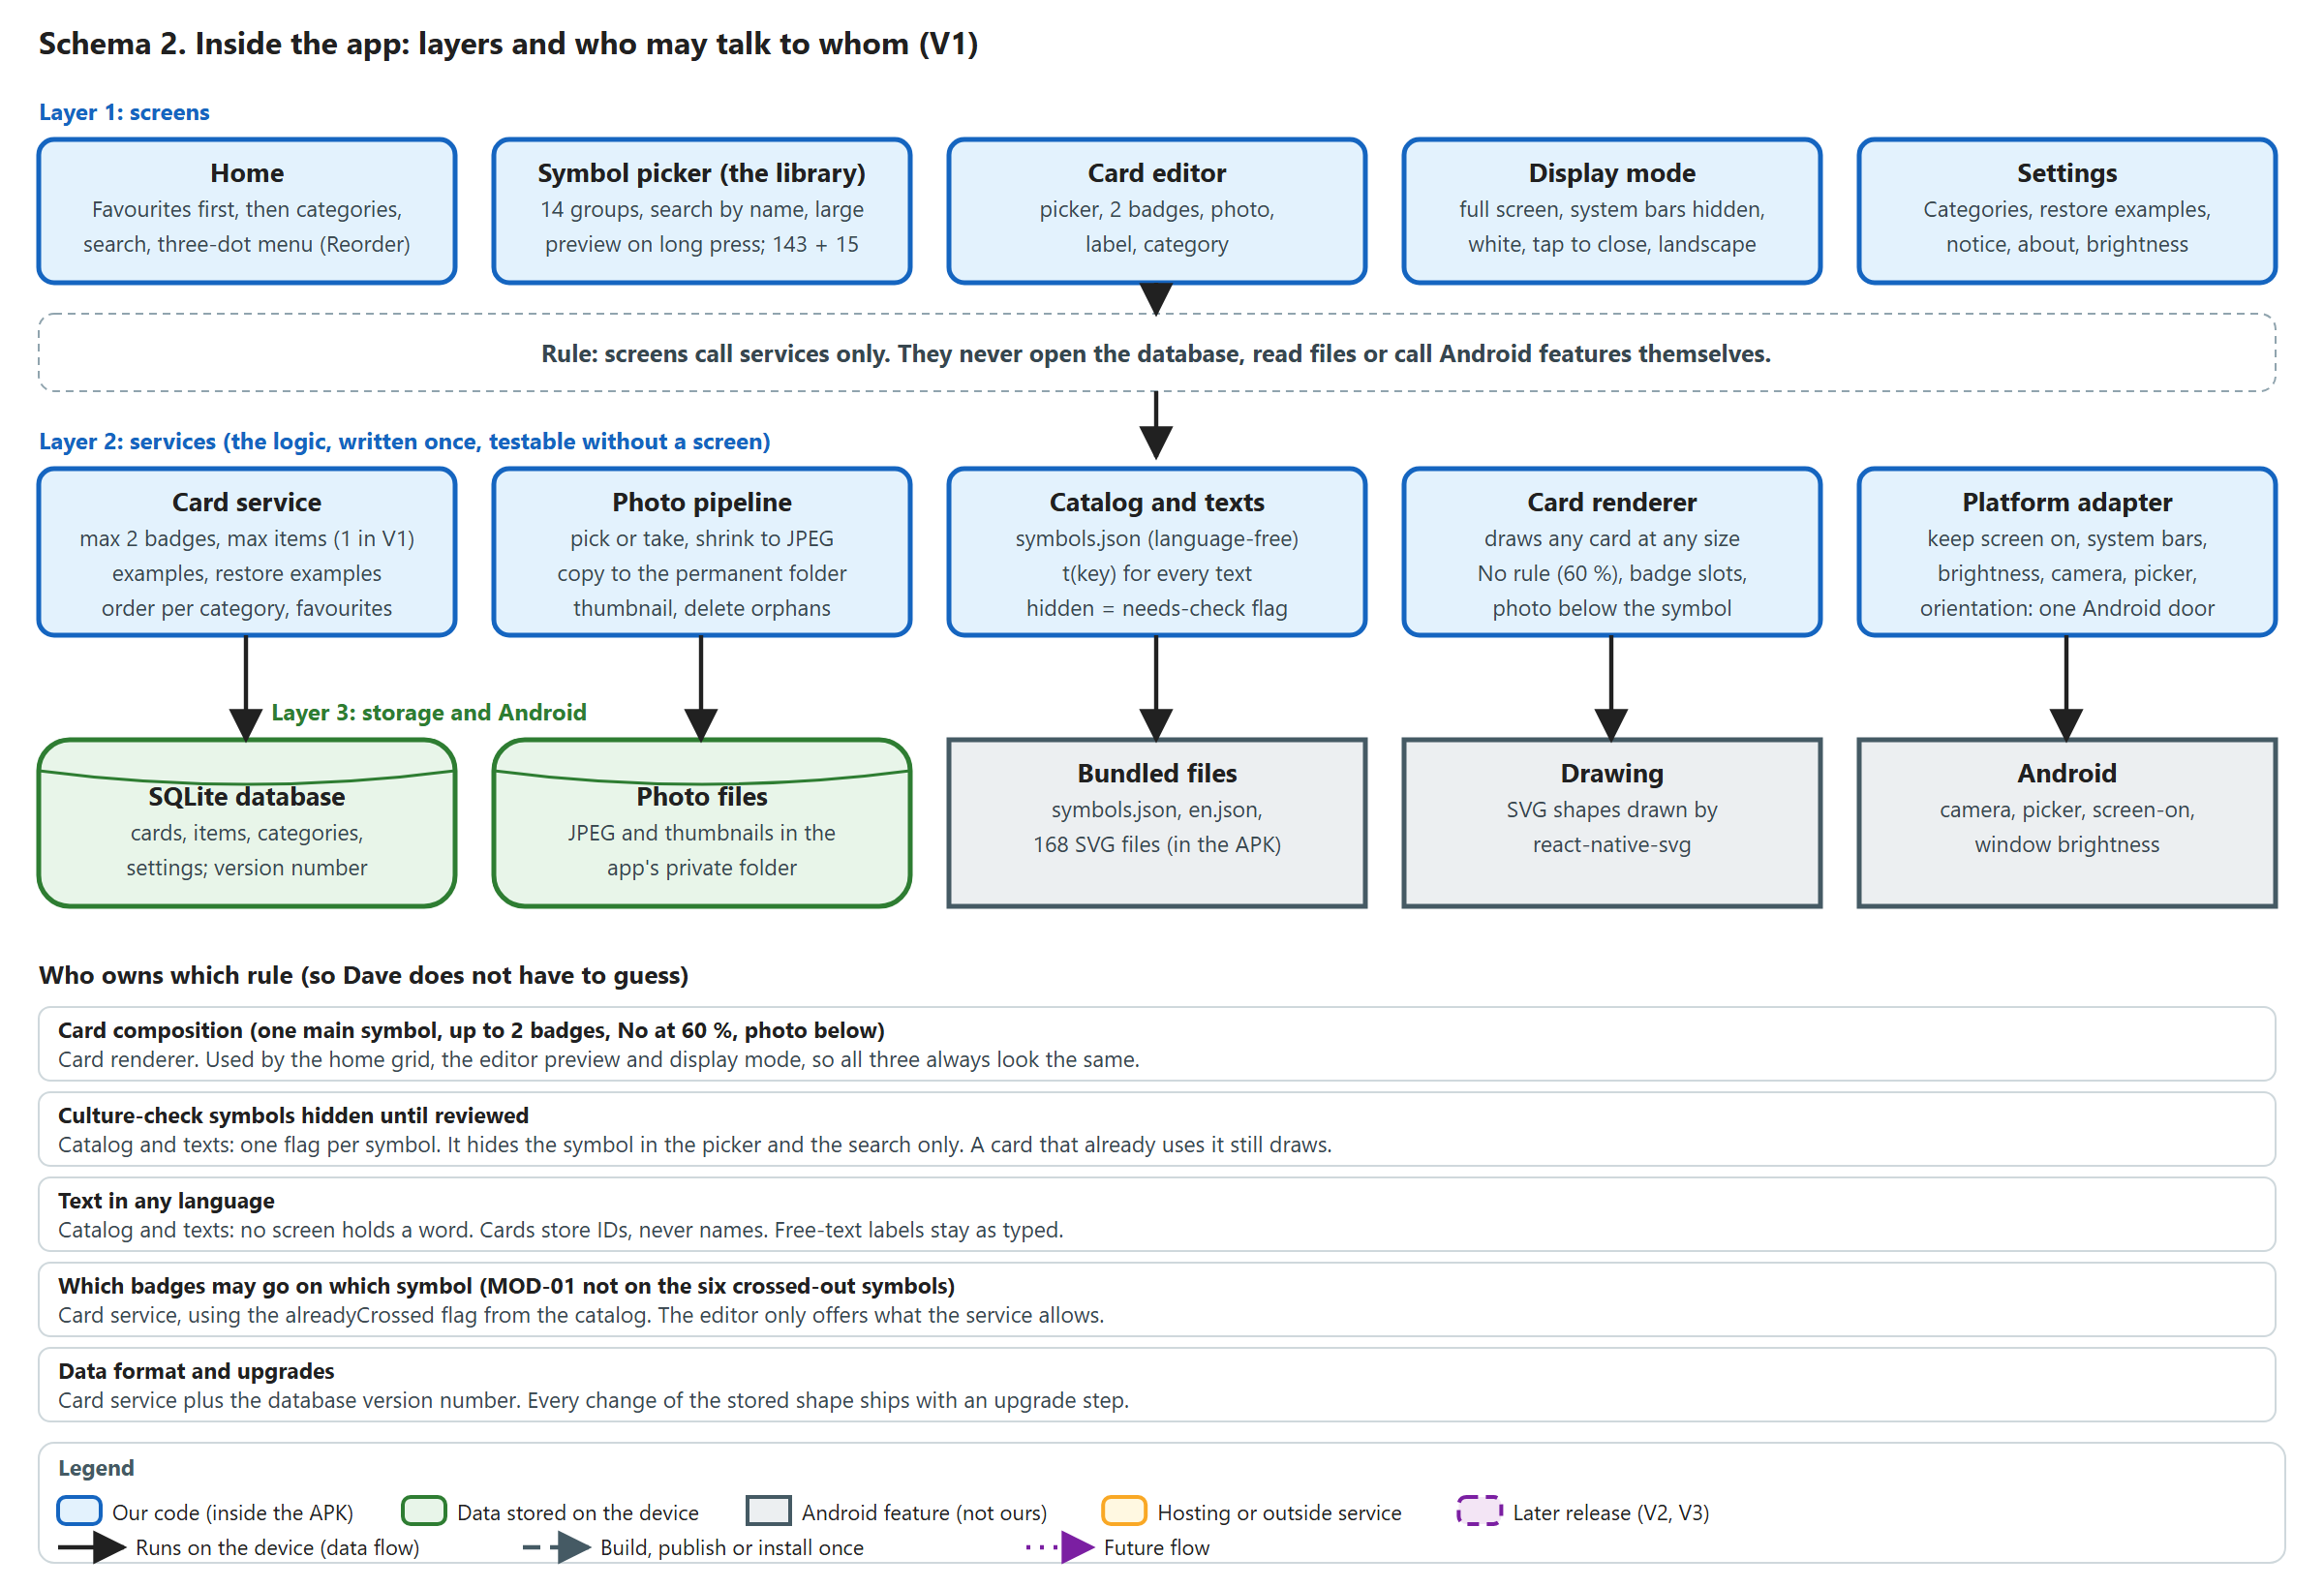 Schema 2. Inside the app: layers and who may talk to whom (V1)
Layer 1: screens
Home
Favourites first, then categories,
search, three-dot menu (Reorder)
Symbol picker (the library)
14 groups, search by name, large
preview on long press; 143 + 15
Card editor
picker, 2 badges, photo,
label, category
Display mode
full screen, system bars hidden,
white, tap to close, landscape
Settings
Categories, restore examples,
notice, about, brightness
Rule: screens call services only. They never open the database, read files or call Android features themselves.
Layer 2: services (the logic, written once, testable without a screen)
Card service
max 2 badges, max items (1 in V1)
examples, restore examples
order per category, favourites
Photo pipeline
pick or take, shrink to JPEG
copy to the permanent folder
thumbnail, delete orphans
Catalog and texts
symbols.json (language-free)
t(key) for every text
hidden = needs-check flag
Card renderer
draws any card at any size
No rule (60 %), badge slots,
photo below the symbol
Platform adapter
keep screen on, system bars,
brightness, camera, picker,
orientation: one Android door
Layer 3: storage and Android
SQLite database
cards, items, categories,
settings; version number
Photo files
JPEG and thumbnails in the
app's private folder
Bundled files
symbols.json, en.json,
168 SVG files (in the APK)
Drawing
SVG shapes drawn by
react-native-svg
Android
camera, picker, screen-on,
window brightness
Who owns which rule (so Dave does not have to guess)
Card composition (one main symbol, up to 2 badges, No at 60 %, photo below)
Card renderer. Used by the home grid, the editor preview and display mode, so all three always look the same.
Culture-check symbols hidden until reviewed
Catalog and texts: one flag per symbol. It hides the symbol in the picker and the search only. A card that already uses it still draws.
Text in any language
Catalog and texts: no screen holds a word. Cards store IDs, never names. Free-text labels stay as typed.
Which badges may go on which symbol (MOD-01 not on the six crossed-out symbols)
Card service, using the alreadyCrossed flag from the catalog. The editor only offers what the service allows.
Data format and upgrades
Card service plus the database version number. Every change of the stored shape ships with an upgrade step.
Legend
Our code (inside the APK)
Data stored on the device
Android feature (not ours)
Hosting or outside service
Later release (V2, V3)
Runs on the device (data flow)
Build, publish or install once
Future flow